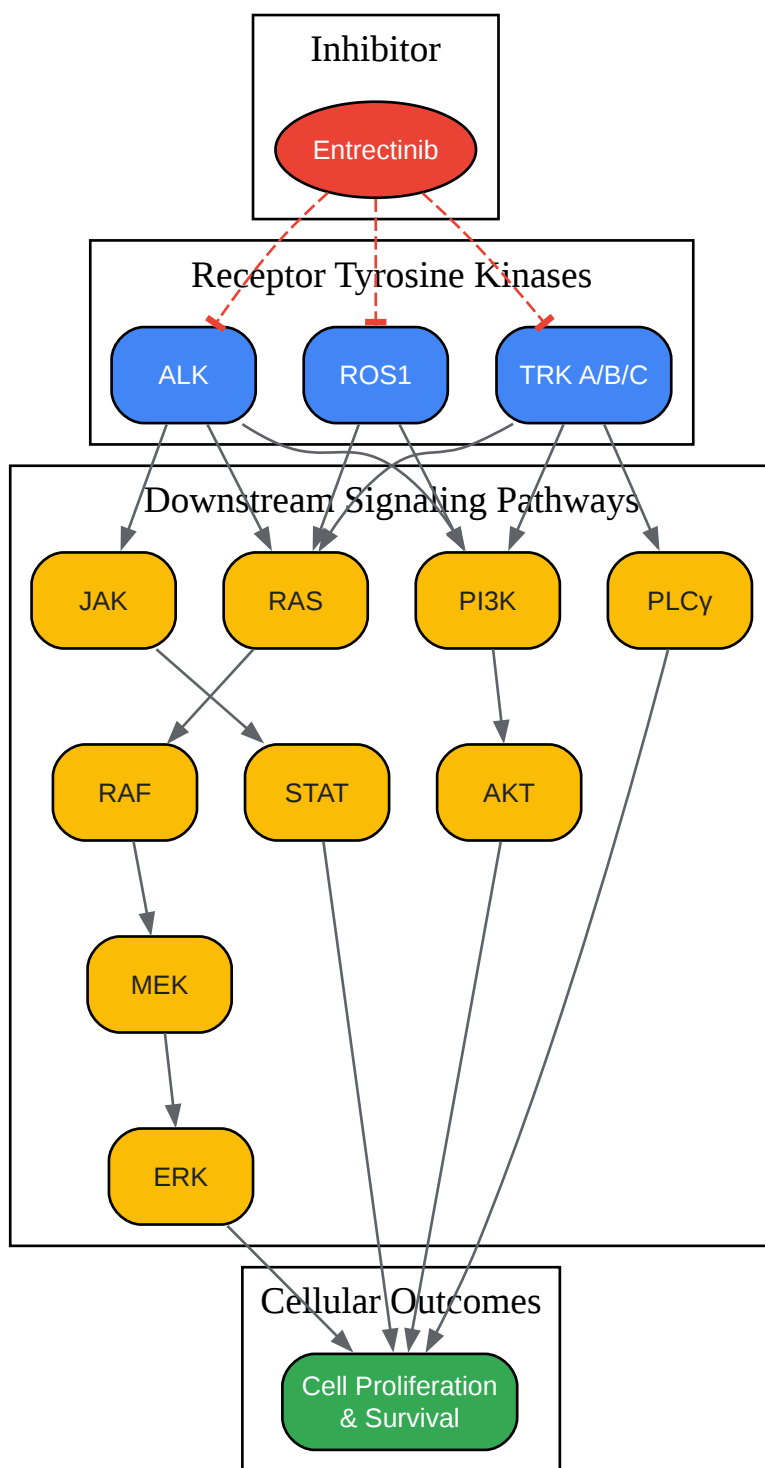 Inhibitor
Entrectinib
Receptor Tyrosine Kinases
ALK
ROS1
TRK A/B/C
Downstream Signaling Pathways
JAK
RAS
PI3K
PLCγ
RAF
STAT
AKT
MEK
ERK
Cellular Outcomes
Cell Proliferation
& Survival